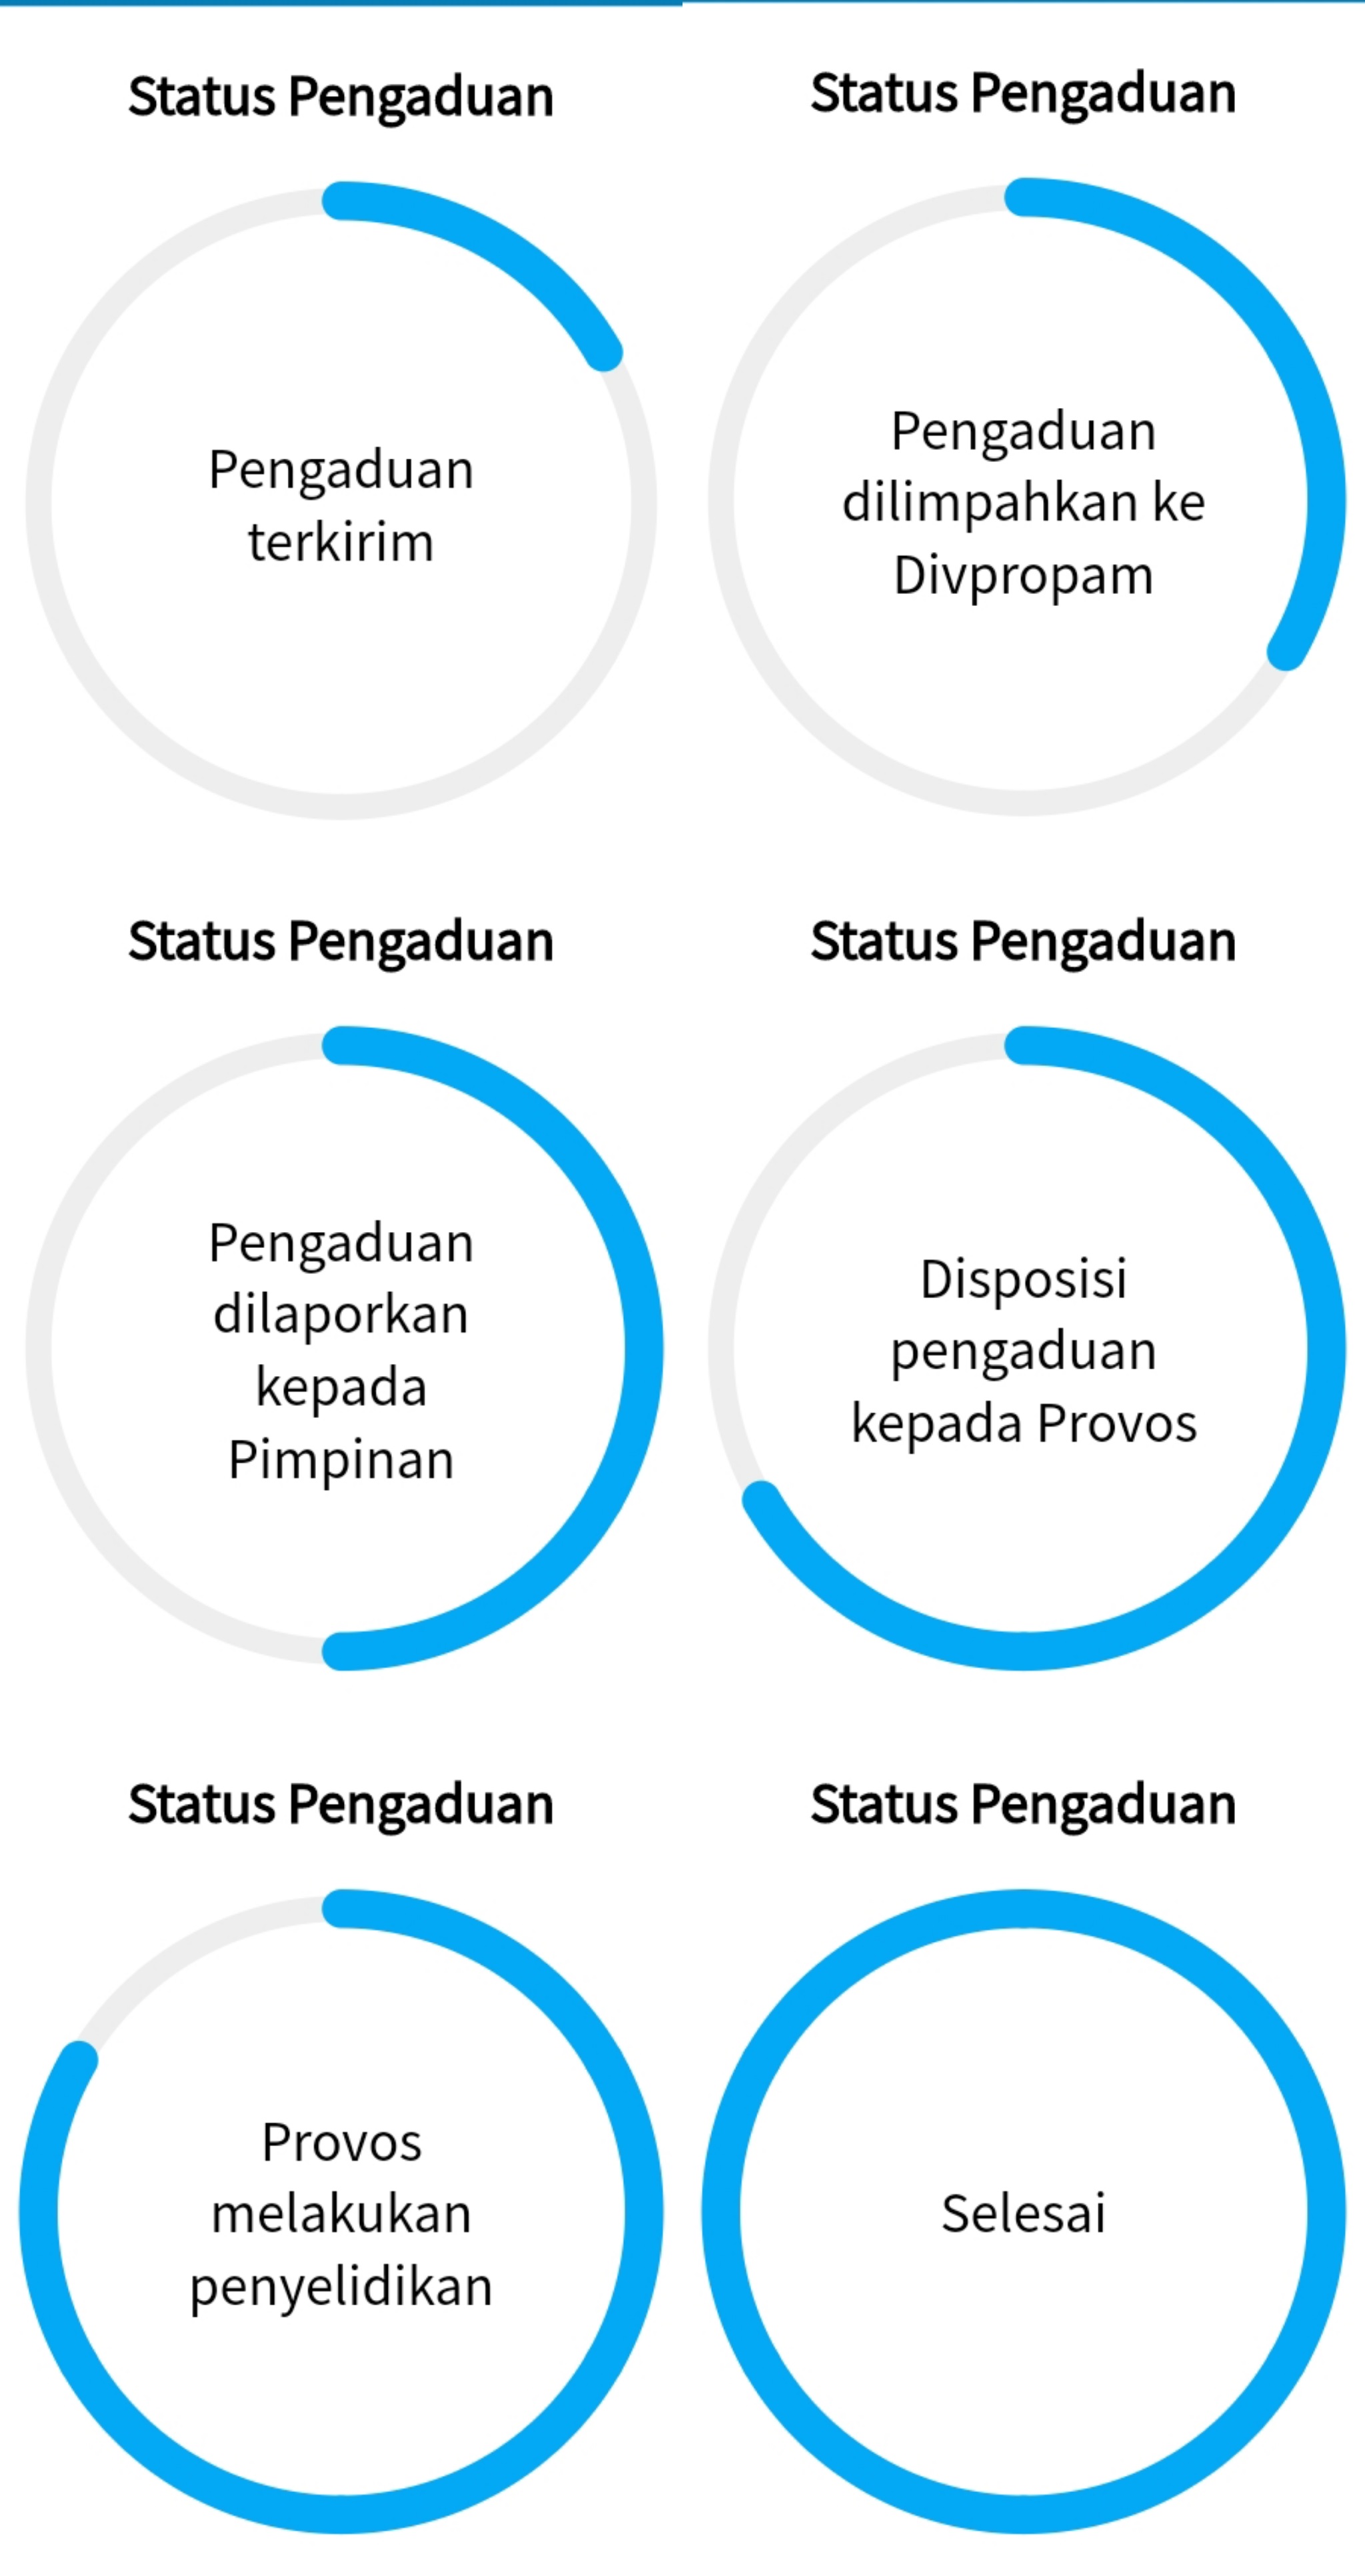 Status Pengaduan
Pengaduan
terkirim
Status Pengaduan
Pengaduan
dilimpahkan ke
Divpropam
Status Pengaduan
Pengaduan
dilaporkan
kepada
Pimpinan
Status Pengaduan
Disposisi
pengaduan
kepada Provos
Status Pengaduan
Provos
melakukan
penyelidikan
Status Pengaduan
Selesai